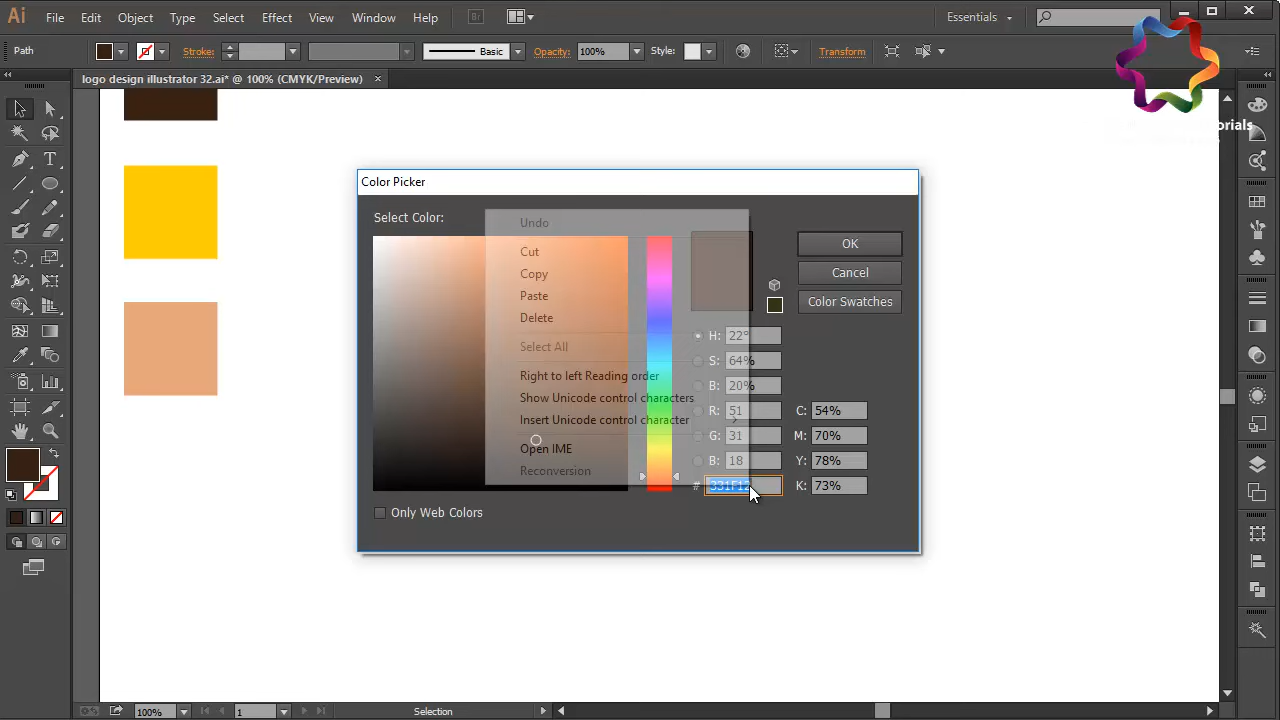 Ai File Edit Object Type Select Effect View Window Help Br Essentials
Path Stroke: Basic Opacity: 100% Style: Transform
logo design illustrator 32.ai* @ 100% (CMYK/Preview)
Color Picker
Select Color:
Undo
Cut
Copy
Paste
Delete
Select All
Right to left Reading order
Show Unicode control characters
Insert Unicode control character
Open IME
Reconversion
OK
Cancel
Color Swatches
H: 22°
S: 64%
B: 20%
R: 51 C: 54%
G: 31 M: 70%
B: 18 Y: 78%
# 331F12 K: 73%
Only Web Colors
100% 1 Selection